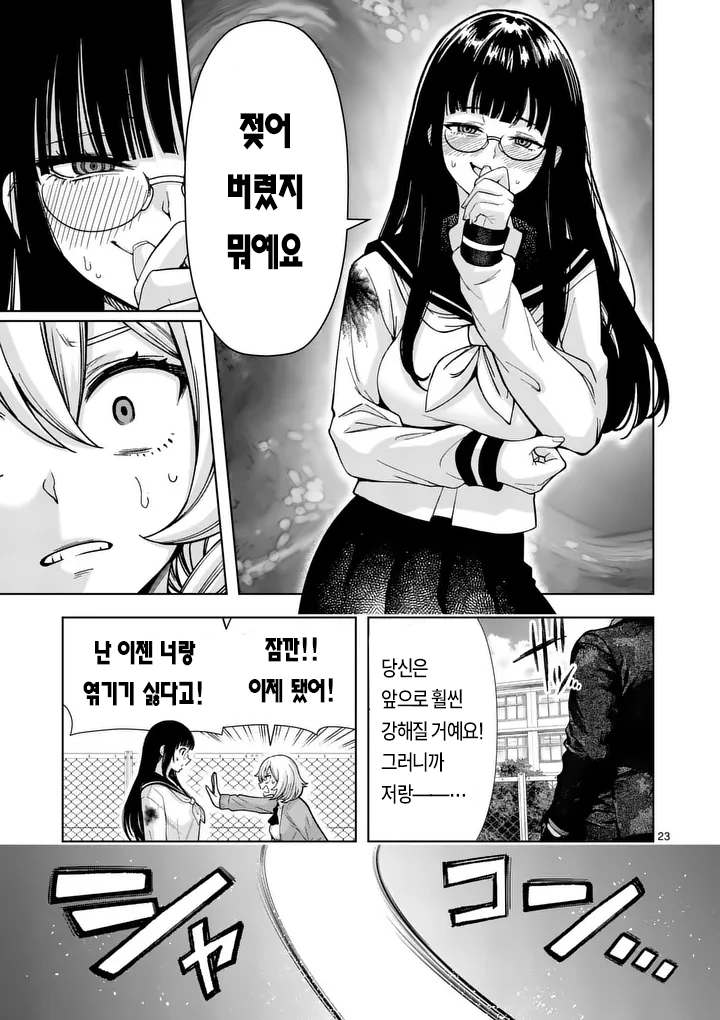 젖어
버렸지
뭐예요
당신은
앞으로 훨씬
강해질 거예요!
그러니까
저랑――…
잠깐!!
이제 됐어!
난 이젠 너랑
엮기기 싫다고!
23
コン…
シャ